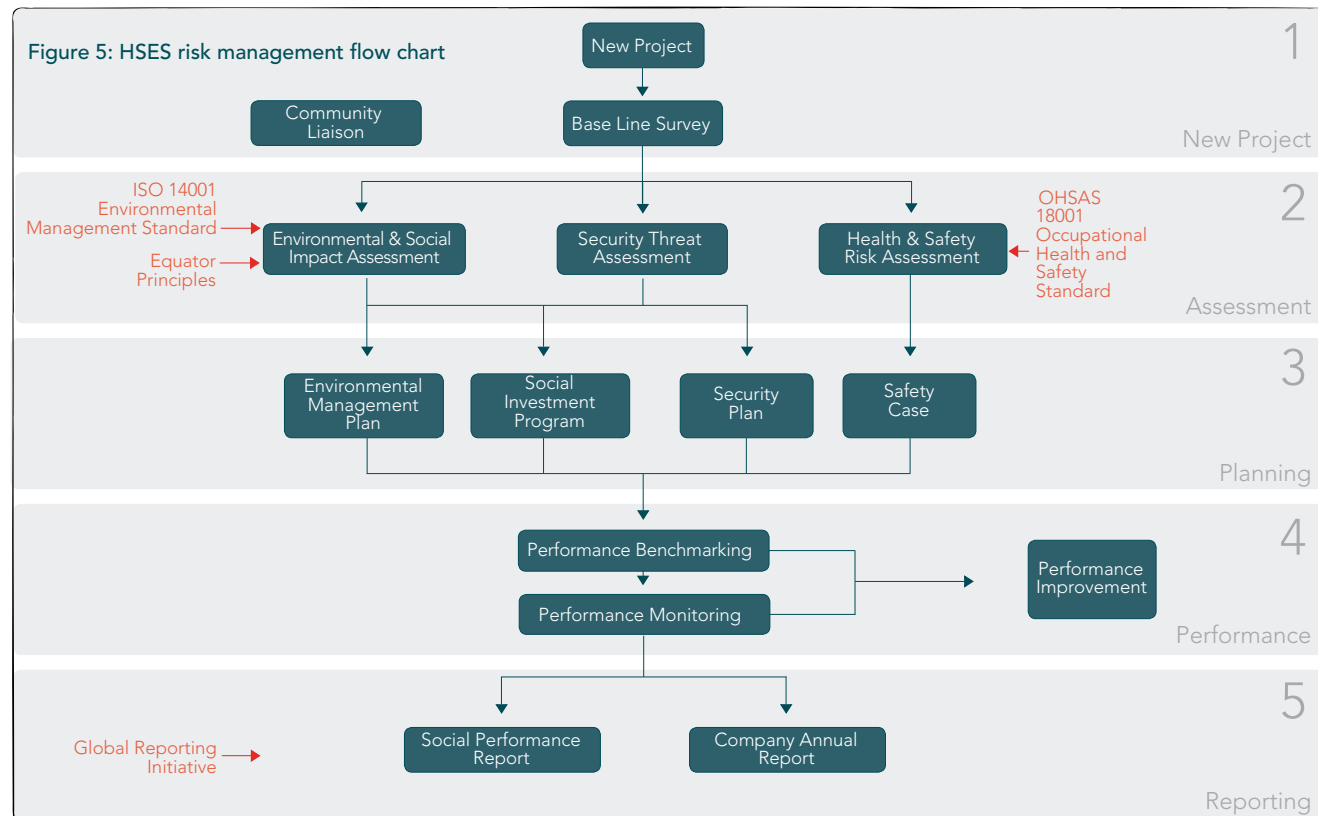 Figure 5: HSES risk management flow chart
New Project
1
Community
Liaison
Base Line Survey
New Project
ISO 14001
Environmental
Management Standard
Equator
Principles
Environmental & Social
Impact Assessment
Security Threat
Assessment
Health & Safety
Risk Assessment
OHSAS
18001
Occupational
Health and
Safety
Standard
2
Assessment
Environmental
Management
Plan
Social
Investment
Program
Security
Plan
Safety
Case
3
Planning
Performance Benchmarking
Performance Monitoring
Performance
Improvement
4
Performance
Global Reporting
Initiative
Social Performance
Report
Company Annual
Report
5
Reporting